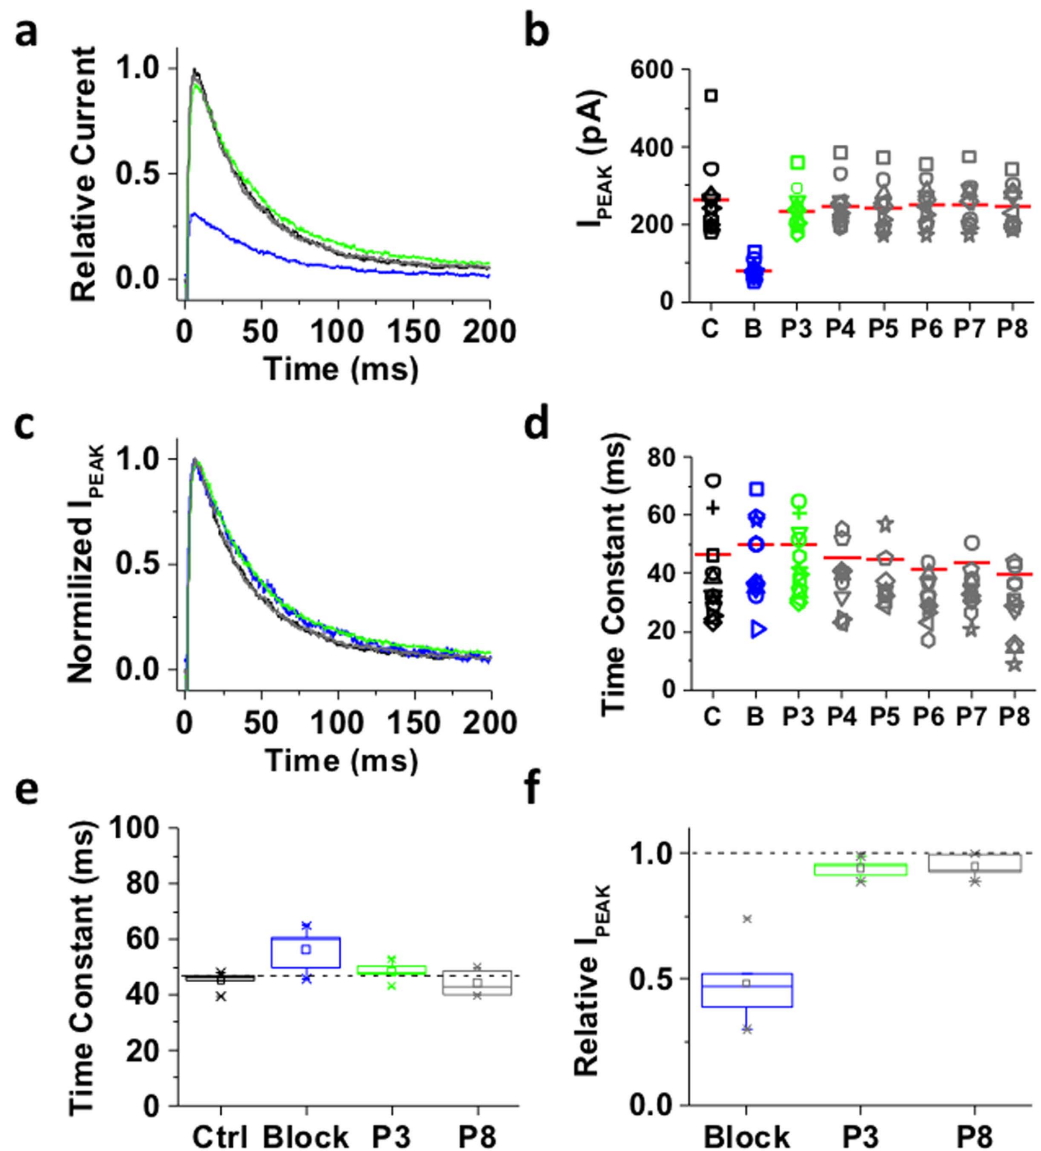 a
Relative Current
1.0
0.5
0.0
0 50 100 150 200
Time (ms)
b
I_PEAK (pA)
600
400
200
0
C B P3 P4 P5 P6 P7 P8
c
Normalized I_PEAK
1.0
0.5
0.0
0 50 100 150 200
Time (ms)
d
Time Constant (ms)
80
60
40
20
0
C B P3 P4 P5 P6 P7 P8
e
Time Constant (ms)
100
80
60
40
20
0
Ctrl Block P3 P8
f
Relative I_PEAK
1.0
0.5
0.0
Block P3 P8